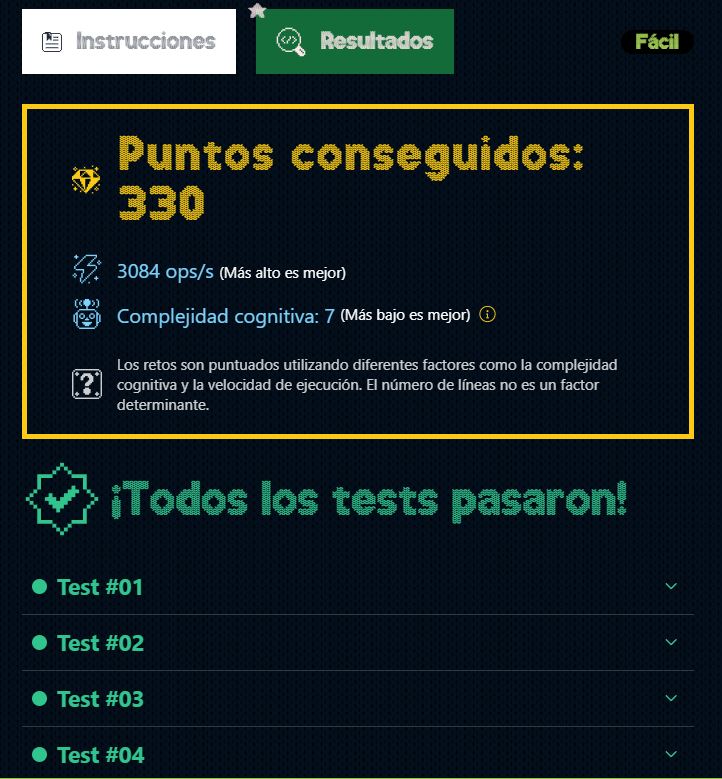 Instrucciones
Resultados
Fácil
Puntos conseguidos:
330
3084 ops/s (Más alto es mejor)
Complejidad cognitiva: 7 (Más bajo es mejor)
Los retos son puntuados utilizando diferentes factores como la complejidad
cognitiva y la velocidad de ejecución. El número de líneas no es un factor
determinante.
¡Todos los tests pasaron!
Test #01
Test #02
Test #03
Test #04